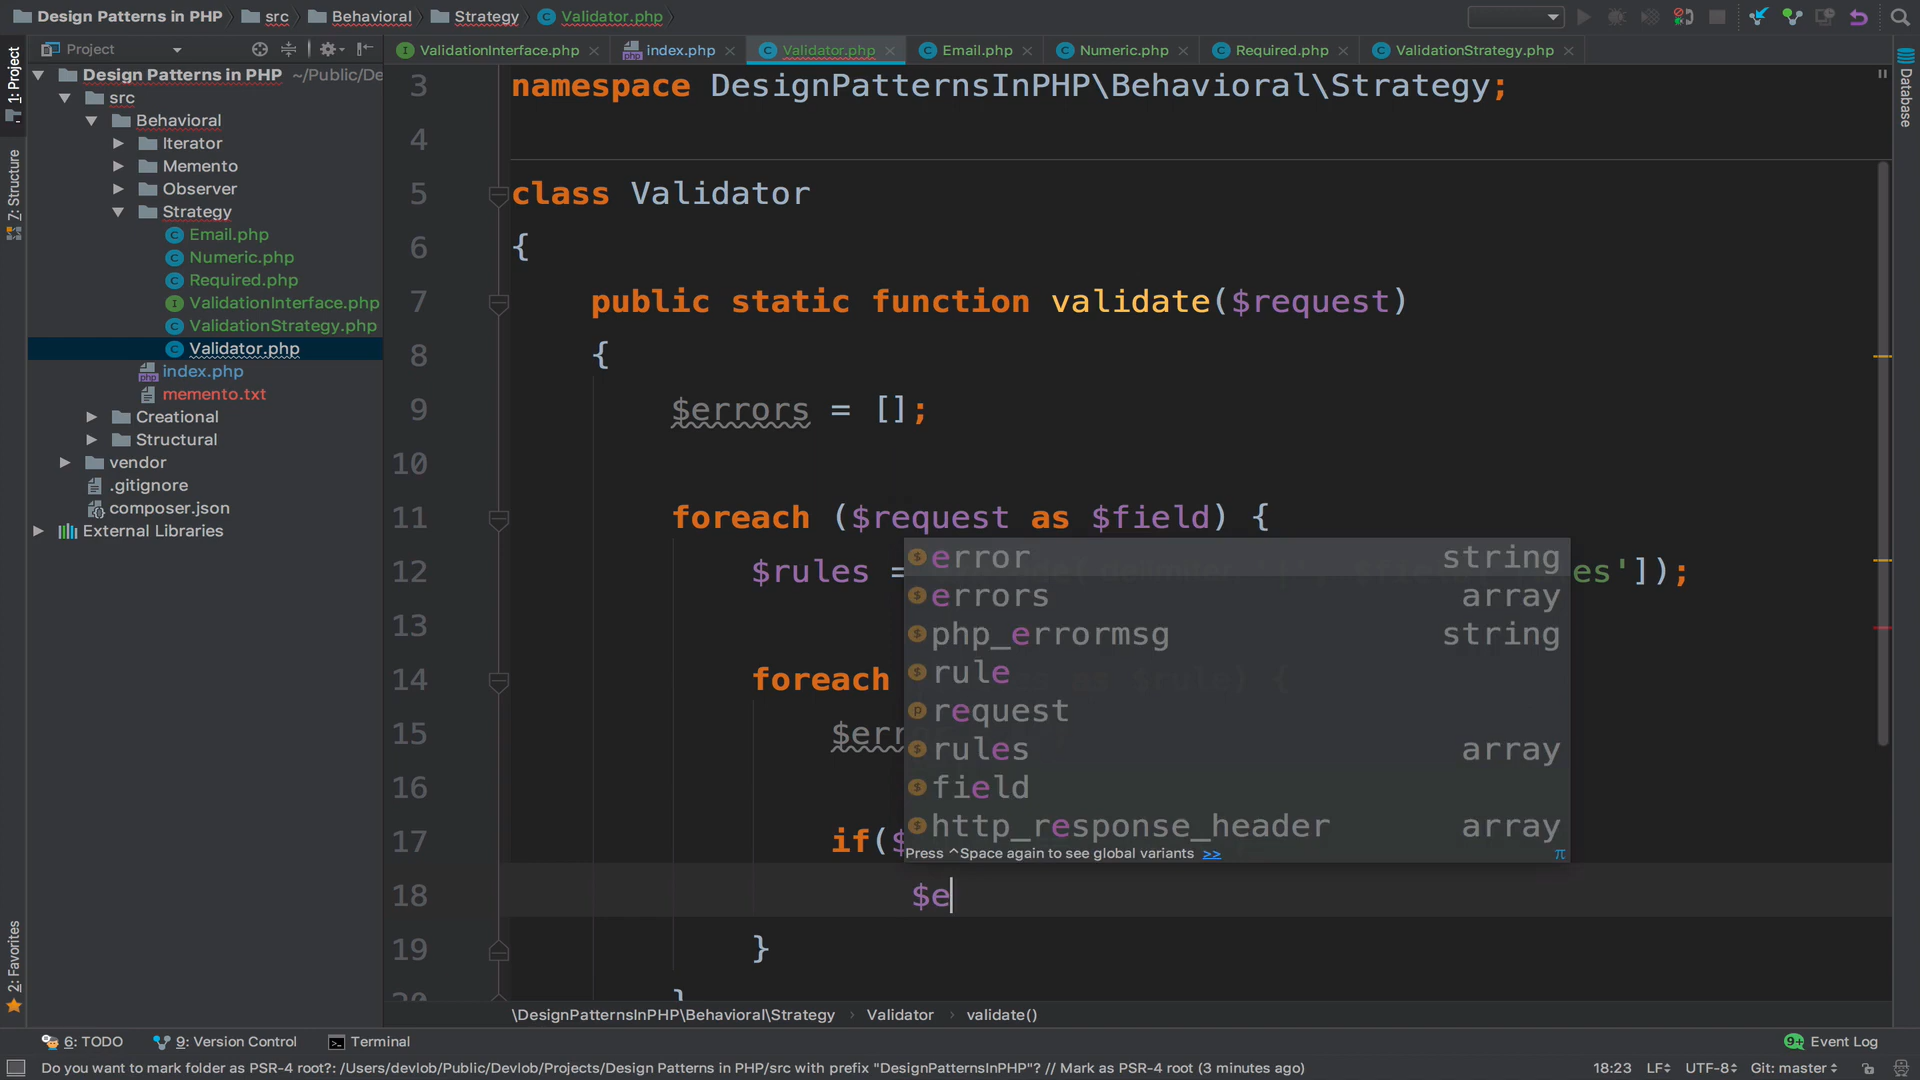 Design Patterns in PHP src Behavioral Strategy Validator.php
Project
ValidationInterface.php index.php Validator.php Email.php Numeric.php Required.php ValidationStrategy.php
1: Project
7: Structure
2: Favorites
Database
Design Patterns in PHP ~/Public/De
src
Behavioral
Iterator
Memento
Observer
Strategy
Email.php
Numeric.php
Required.php
ValidationInterface.php
ValidationStrategy.php
Validator.php
index.php
memento.txt
Creational
Structural
vendor
.gitignore
composer.json
External Libraries
3 namespace DesignPatternsInPHP\Behavioral\Strategy;
4
5 class Validator
6 {
7 public static function validate($request)
8 {
9 $errors = [];
10
11 foreach ($request as $field) {
12 $rules = es']);
13
14 foreach as $rule) {
15 $err
16
17 if($
18 $e
19 }
error string
errors array
php_errormsg string
rule
request
rules array
field
http_response_header array
Press ^Space again to see global variants >> π
\DesignPatternsInPHP\Behavioral\Strategy › Validator › validate()
6: TODO 9: Version Control Terminal 9+ Event Log
Do you want to mark folder as PSR-4 root?: /Users/devlob/Public/Devlob/Projects/Design Patterns in PHP/src with prefix "DesignPatternsInPHP"? // Mark as PSR-4 root (3 minutes ago) 18:23 LF UTF-8 Git: master